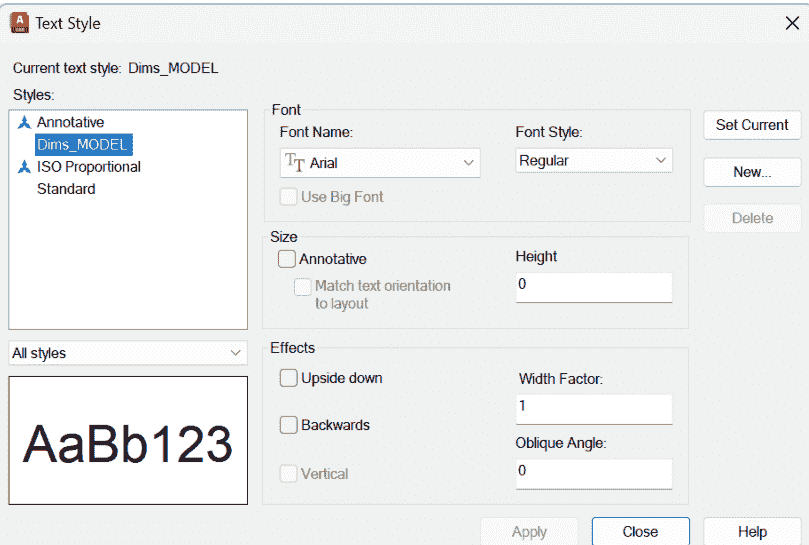 Text Style
Current text style: Dims_MODEL
Styles:
Annotative
Dims_MODEL
ISO Proportional
Standard
All styles
AaBb123
Font
Font Name:
Font Style:
Arial
Regular
Use Big Font
Size
Annotative
Match text orientation
to layout
Height
0
Effects
Upside down
Backwards
Vertical
Width Factor:
1
Oblique Angle:
0
Set Current
New...
Delete
Apply
Close
Help